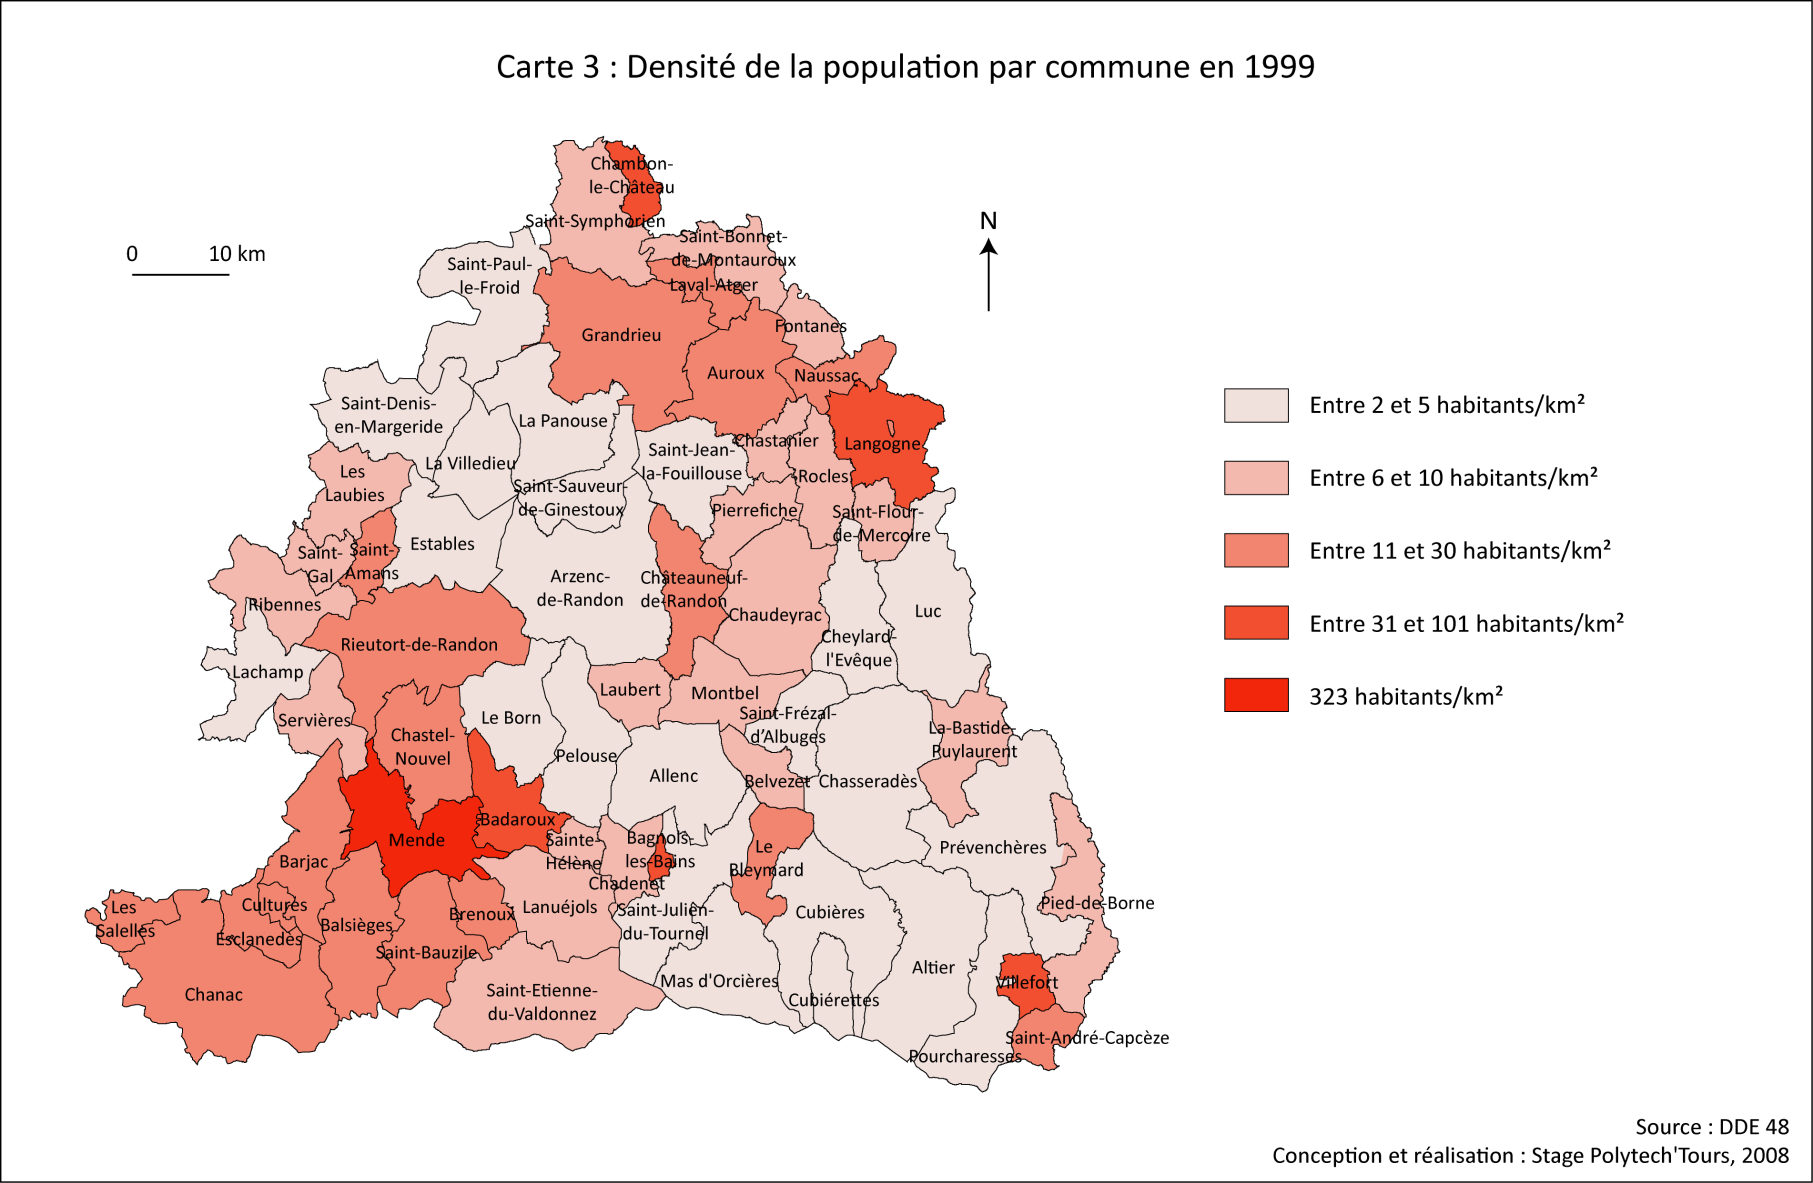 Carte 3 : Densité de la population par commune en 1999
Chambon-
le-Château
Saint-Symphorien
N
0 10 km
Saint-Bonnet-
de-Montauroux
Saint-Paul-
le-Froid
Laval-Atger
Fontanes
Grandrieu
Auroux
Naussac
Saint-Denis-
en-Margeride
La Panouse
Chastanier
Langogne
Saint-Jean-
la-Fouillouse
La Villedieu
Les
Laubies
Rocles
Saint-Sauveur-
de-Ginestoux
Pierrefiche
Saint-Flour-
de-Mercoire
Estables
Saint-
Gal
Saint-
Amans
Arzenc-
de-Randon
Châteauneuf-
de-Randon
Ribennes
Chaudeyrac
Luc
Rieutort-de-Randon
Cheylard-
l'Evêque
Lachamp
Laubert
Montbel
Servières
Le Born
Saint-Frézal-
d'Albuges
La-Bastide-
Puylaurent
Chastel-
Nouvel
Pelouse
Allenc
Belvezet
Chasseradès
Badaroux
Mende
Sainte-
Hélène
Bagnols-
les-Bains
Le
Bleymard
Prévenchères
Barjac
Chadenet
Les
Salelles
Cultures
Esclanedès
Balsièges
Brenoux
Lanuéjols
Saint-Julien-
du-Tournel
Cubières
Pied-de-Borne
Saint-Bauzile
Altier
Chanac
Saint-Etienne-
du-Valdonnez
Mas d'Orcières
Cubiérettes
Villefort
Saint-André-Capcèze
Pourcharesses
Entre 2 et 5 habitants/km²
Entre 6 et 10 habitants/km²
Entre 11 et 30 habitants/km²
Entre 31 et 101 habitants/km²
323 habitants/km²
Source : DDE 48
Conception et réalisation : Stage Polytech'Tours, 2008